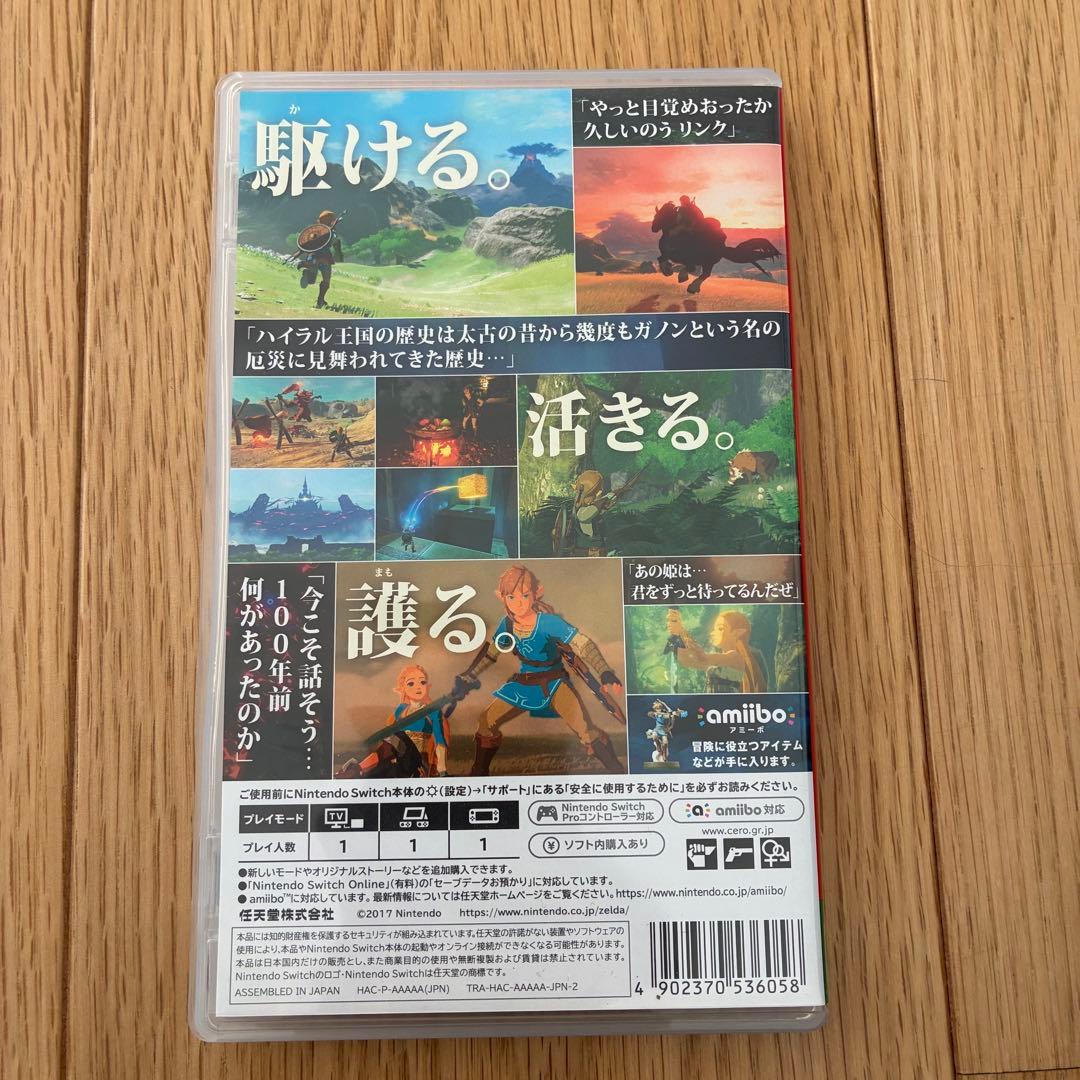 か
駆ける。
「やっと目覚めおったか
久しいのう リンク」
「ハイラル王国の歴史は太古の昔から幾度もガノンという名の
厄災に見舞われてきた歴史…」
活きる。
「今こそ話そう…
100年前
何があったのか」
まも
護る。
「あの姫は…
君をずっと待ってるんだぜ」
amiibo
アミーボ
冒険に役立つアイテム
などが手に入ります。
ご使用前にNintendo Switch本体の(設定)→「サポート」にある「安全に使用するために」を必ずお読みください。
プレイモード
TV
プレイ人数
1
1
1
Nintendo Switch
Proコントローラー対応
a amiibo 対応
¥ ソフト内購入あり
www.cero.gr.jp
●新しいモードやオリジナルストーリーなどを追加購入できます。
●「Nintendo Switch Online」(有料)の「セーブデータお預かり」に対応しています。
●amiibo™に対応しています。最新情報については任天堂ホームページをご覧ください。https://www.nintendo.co.jp/amiibo/
任天堂株式会社 ©2017 Nintendo https://www.nintendo.co.jp/zelda/
本品には知的財産権を保護するセキュリティが組み込まれています。任天堂の許諾がない装置やソフトウェアの
使用により、本品やNintendo Switch本体の起動やオンライン接続ができなくなる可能性があります。
本品は日本国内だけの販売とし、また商業目的の使用や無断複製および賃貸は禁止されています。
Nintendo Switchのロゴ・Nintendo Switchは任天堂の商標です。
ASSEMBLED IN JAPAN HAC-P-AAAAA(JPN) TRA-HAC-AAAAA-JPN-2
4 902370 536058